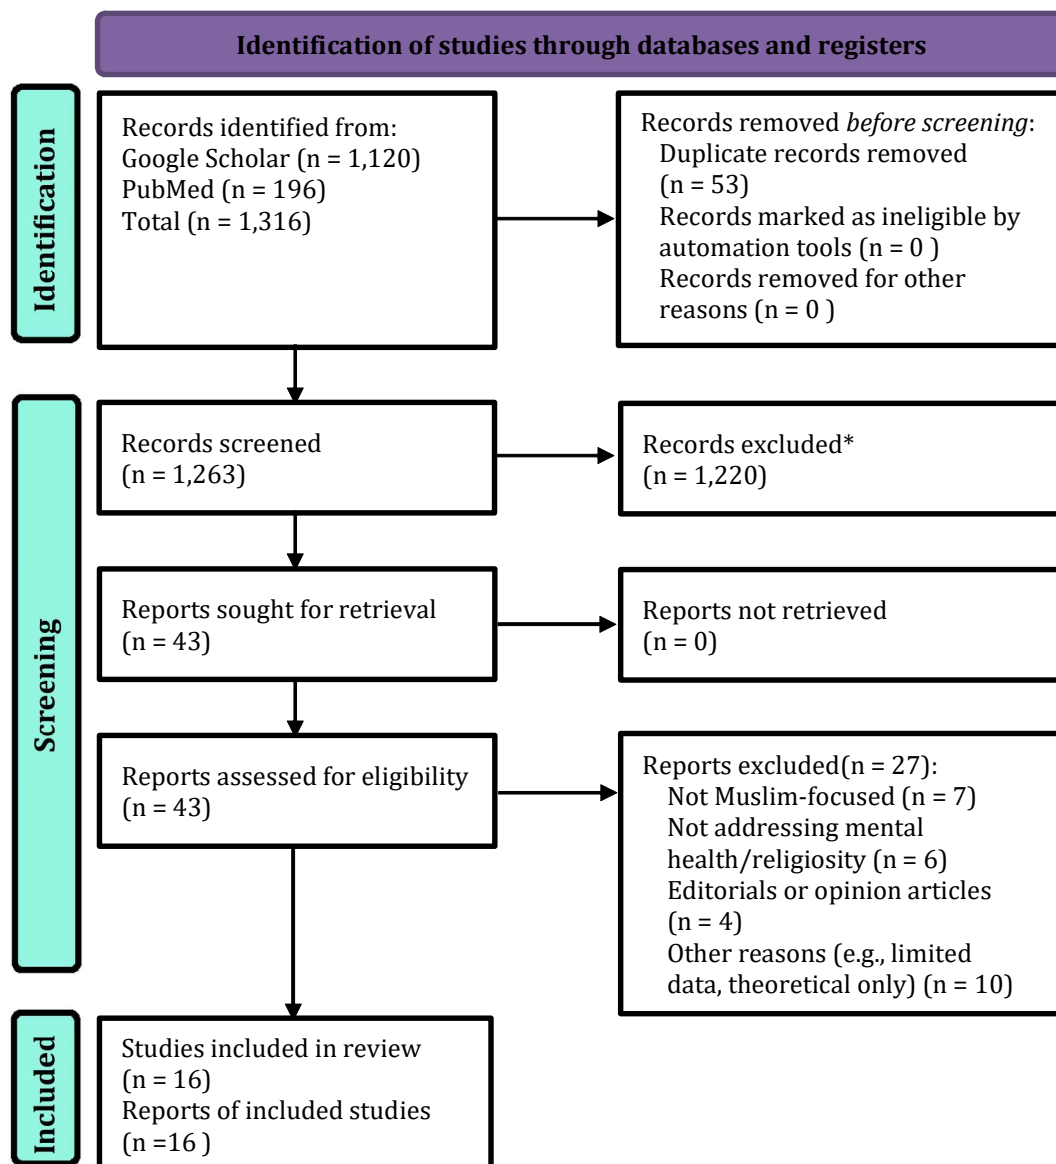 Identification of studies through databases and registers
Identification
Records identified from:
Google Scholar (n = 1,120)
PubMed (n = 196)
Total (n = 1,316)
Records removed before screening:
Duplicate records removed
(n = 53)
Records marked as ineligible by
automation tools (n = 0 )
Records removed for other
reasons (n = 0 )
Screening
Records screened
(n = 1,263)
Records excluded*
(n = 1,220)
Reports sought for retrieval
(n = 43)
Reports not retrieved
(n = 0)
Reports assessed for eligibility
(n = 43)
Reports excluded(n = 27):
Not Muslim-focused (n = 7)
Not addressing mental
health/religiosity (n = 6)
Editorials or opinion articles
(n = 4)
Other reasons (e.g., limited
data, theoretical only) (n = 10)
Included
Studies included in review
(n = 16)
Reports of included studies
(n =16 )